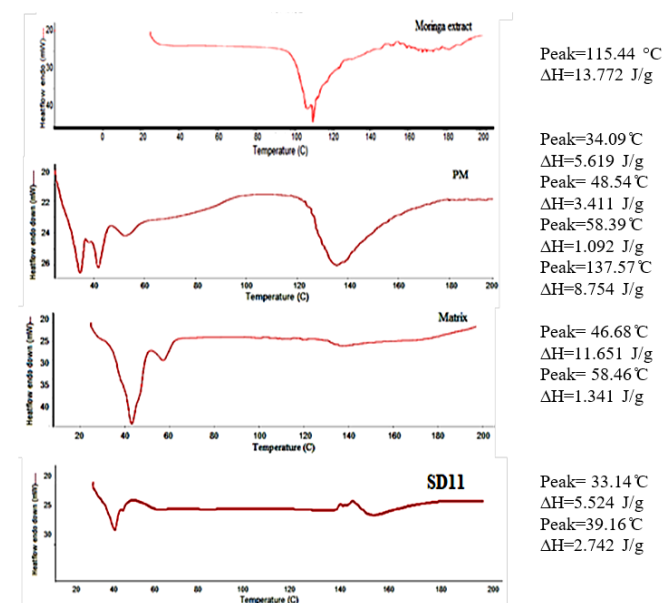 Moringa extract
Peak=115.44 °C
ΔH=13.772 J/g
Heatflow endo down (mW)
20
30
40
0 20 40 60 80 100 120 140 160 180 200
Temperature (C)
PM
Peak=34.09℃
ΔH=5.619 J/g
Peak= 48.54℃
ΔH=3.411 J/g
Peak=58.39℃
ΔH=1.092 J/g
Peak=137.57℃
ΔH=8.754 J/g
Heatflow endo down (mW)
20
22
24
26
40 60 80 100 120 140 160 180 200
Temperature (C)
Matrix
Peak= 46.68℃
ΔH=11.651 J/g
Peak= 58.46℃
ΔH=1.341 J/g
Heatflow endo down (mW)
20
25
30
35
40
20 40 60 80 100 120 140 160 180 200
Temperature (C)
SD11
Peak= 33.14℃
ΔH=5.524 J/g
Peak=39.16℃
ΔH=2.742 J/g
Heatflow endo down (mW)
20
25
30
20 40 60 80 100 120 140 160 180 200
Temperature (C)